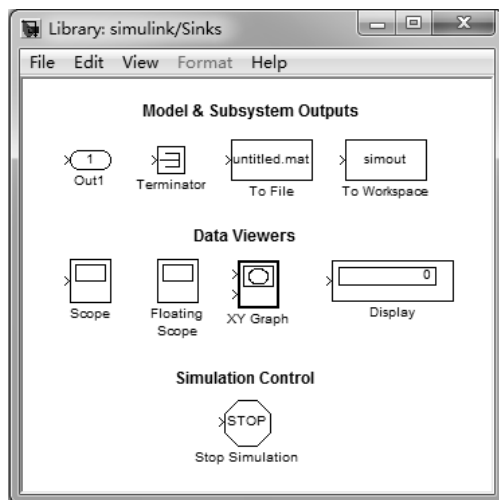 Library: simulink/Sinks
File Edit View Format Help
Model & Subsystem Outputs
1
Out1
Terminator
untitled.mat
To File
simout
To Workspace
Data Viewers
Scope
Floating
Scope
XY Graph
0
Display
Simulation Control
STOP
Stop Simulation